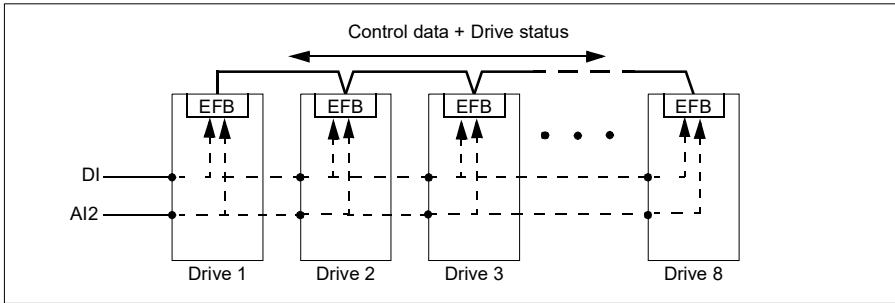 Control data + Drive status
EFB EFB EFB EFB
DI
AI2
Drive 1 Drive 2 Drive 3 Drive 8